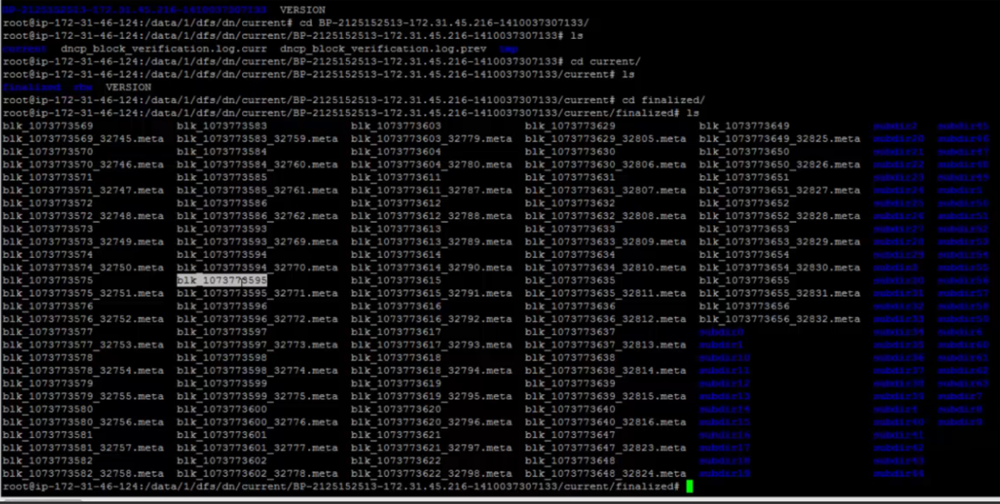 BP-2125152513-172.31.45.216-1410037307133 VERSION
root@ip-172-31-46-124:/data/1/dfs/dn/current# cd BP-2125152513-172.31.45.216-1410037307133/
root@ip-172-31-46-124:/data/1/dfs/dn/current/BP-2125152513-172.31.45.216-1410037307133# ls
current dncp_block_verification.log.curr dncp_block_verification.log.prev tmp
root@ip-172-31-46-124:/data/1/dfs/dn/current/BP-2125152513-172.31.45.216-1410037307133# cd current/
root@ip-172-31-46-124:/data/1/dfs/dn/current/BP-2125152513-172.31.45.216-1410037307133/current# ls
finalized rbw VERSION
root@ip-172-31-46-124:/data/1/dfs/dn/current/BP-2125152513-172.31.45.216-1410037307133/current# cd finalized/
root@ip-172-31-46-124:/data/1/dfs/dn/current/BP-2125152513-172.31.45.216-1410037307133/current/finalized# ls
blk_1073773569 blk_1073773583 blk_1073773603 blk_1073773629 blk_1073773649 subdir2 subdir45
blk_1073773569_32745.meta blk_1073773583_32759.meta blk_1073773603_32779.meta blk_1073773629_32805.meta blk_1073773649_32825.meta subdir20 subdir46
blk_1073773570 blk_1073773584 blk_1073773604 blk_1073773630 blk_1073773650 subdir21 subdir47
blk_1073773570_32746.meta blk_1073773584_32760.meta blk_1073773604_32780.meta blk_1073773630_32806.meta blk_1073773650_32826.meta subdir22 subdir48
blk_1073773571 blk_1073773585 blk_1073773611 blk_1073773631 blk_1073773651 subdir23 subdir49
blk_1073773571_32747.meta blk_1073773585_32761.meta blk_1073773611_32787.meta blk_1073773631_32807.meta blk_1073773651_32827.meta subdir24 subdir5
blk_1073773572 blk_1073773586 blk_1073773612 blk_1073773632 blk_1073773652 subdir25 subdir50
blk_1073773572_32748.meta blk_1073773586_32762.meta blk_1073773612_32788.meta blk_1073773632_32808.meta blk_1073773652_32828.meta subdir26 subdir51
blk_1073773573 blk_1073773593 blk_1073773613 blk_1073773633 blk_1073773653 subdir27 subdir52
blk_1073773573_32749.meta blk_1073773593_32769.meta blk_1073773613_32789.meta blk_1073773633_32809.meta blk_1073773653_32829.meta subdir28 subdir53
blk_1073773574 blk_1073773594 blk_1073773614 blk_1073773634 blk_1073773654 subdir29 subdir54
blk_1073773574_32750.meta blk_1073773594_32770.meta blk_1073773614_32790.meta blk_1073773634_32810.meta blk_1073773654_32830.meta subdir3 subdir55
blk_1073773575 blk_1073773595 blk_1073773615 blk_1073773635 blk_1073773655 subdir30 subdir56
blk_1073773575_32751.meta blk_1073773595_32771.meta blk_1073773615_32791.meta blk_1073773635_32811.meta blk_1073773655_32831.meta subdir31 subdir57
blk_1073773576 blk_1073773596 blk_1073773616 blk_1073773636 blk_1073773656 subdir32 subdir58
blk_1073773576_32752.meta blk_1073773596_32772.meta blk_1073773616_32792.meta blk_1073773636_32812.meta blk_1073773656_32832.meta subdir33 subdir59
blk_1073773577 blk_1073773597 blk_1073773617 blk_1073773637 subdir0 subdir34 subdir6
blk_1073773577_32753.meta blk_1073773597_32773.meta blk_1073773617_32793.meta blk_1073773637_32813.meta subdir1 subdir35 subdir60
blk_1073773578 blk_1073773598 blk_1073773618 blk_1073773638 subdir10 subdir36 subdir61
blk_1073773578_32754.meta blk_1073773598_32774.meta blk_1073773618_32794.meta blk_1073773638_32814.meta subdir11 subdir37 subdir62
blk_1073773579 blk_1073773599 blk_1073773619 blk_1073773639 subdir12 subdir38 subdir63
blk_1073773579_32755.meta blk_1073773599_32775.meta blk_1073773619_32795.meta blk_1073773639_32815.meta subdir13 subdir39 subdir7
blk_1073773580 blk_1073773600 blk_1073773620 blk_1073773640 subdir14 subdir4 subdir8
blk_1073773580_32756.meta blk_1073773600_32776.meta blk_1073773620_32796.meta blk_1073773640_32816.meta subdir15 subdir40 subdir9
blk_1073773581 blk_1073773601 blk_1073773621 blk_1073773647 subdir16 subdir41
blk_1073773581_32757.meta blk_1073773601_32777.meta blk_1073773621_32797.meta blk_1073773647_32823.meta subdir17 subdir42
blk_1073773582 blk_1073773602 blk_1073773622 blk_1073773648 subdir18 subdir43
blk_1073773582_32758.meta blk_1073773602_32778.meta blk_1073773622_32798.meta blk_1073773648_32824.meta subdir19 subdir44
root@ip-172-31-46-124:/data/1/dfs/dn/current/BP-2125152513-172.31.45.216-1410037307133/current/finalized#